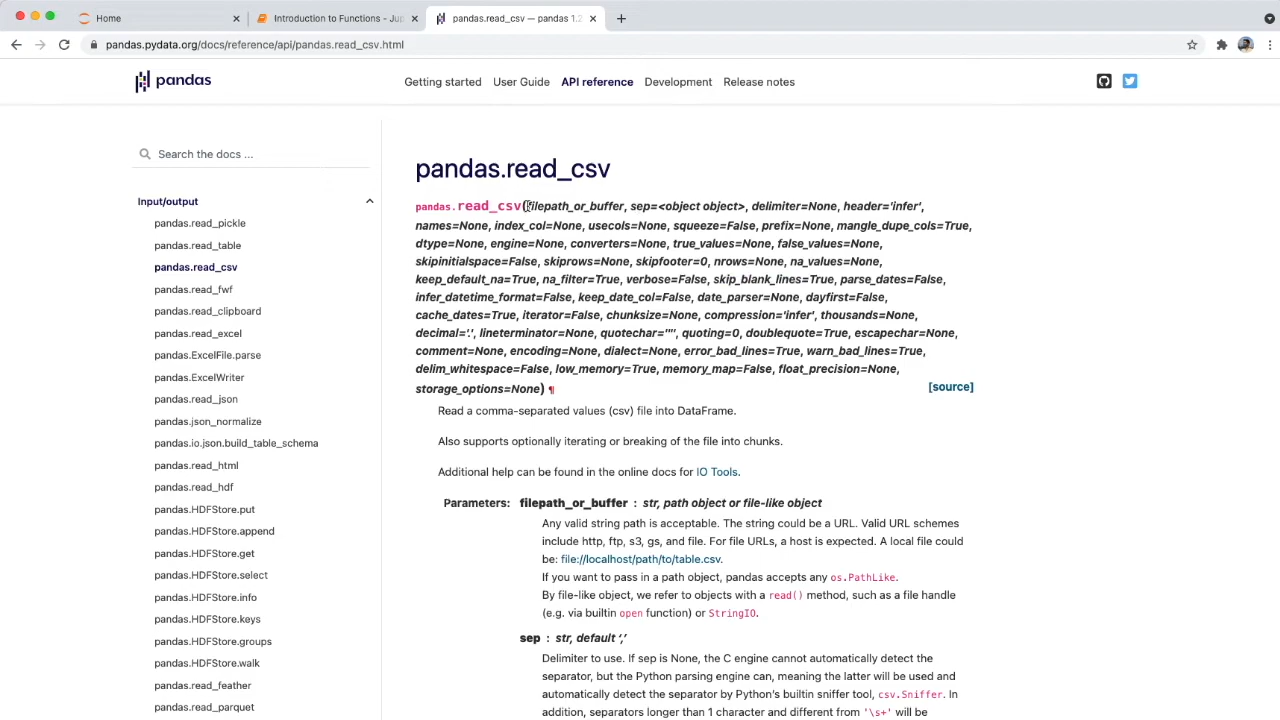 Home
Introduction to Functions - Jup
pandas.read_csv — pandas 1.2
pandas.pydata.org/docs/reference/api/pandas.read_csv.html
pandas
Getting started
User Guide
API reference
Development
Release notes
Search the docs ...
Input/output
pandas.read_pickle
pandas.read_table
pandas.read_csv
pandas.read_fwf
pandas.read_clipboard
pandas.read_excel
pandas.ExcelFile.parse
pandas.ExcelWriter
pandas.read_json
pandas.json_normalize
pandas.io.json.build_table_schema
pandas.read_html
pandas.read_hdf
pandas.HDFStore.put
pandas.HDFStore.append
pandas.HDFStore.get
pandas.HDFStore.select
pandas.HDFStore.info
pandas.HDFStore.keys
pandas.HDFStore.groups
pandas.HDFStore.walk
pandas.read_feather
pandas.read_parquet
pandas.read_csv
pandas.read_csv(filepath_or_buffer, sep=<object object>, delimiter=None, header='infer',
names=None, index_col=None, usecols=None, squeeze=False, prefix=None, mangle_dupe_cols=True,
dtype=None, engine=None, converters=None, true_values=None, false_values=None,
skipinitialspace=False, skiprows=None, skipfooter=0, nrows=None, na_values=None,
keep_default_na=True, na_filter=True, verbose=False, skip_blank_lines=True, parse_dates=False,
infer_datetime_format=False, keep_date_col=False, date_parser=None, dayfirst=False,
cache_dates=True, iterator=False, chunksize=None, compression='infer', thousands=None,
decimal='.', lineterminator=None, quotechar='"', quoting=0, doublequote=True, escapechar=None,
comment=None, encoding=None, dialect=None, error_bad_lines=True, warn_bad_lines=True,
delim_whitespace=False, low_memory=True, memory_map=False, float_precision=None,
storage_options=None) ¶
[source]
Read a comma-separated values (csv) file into DataFrame.
Also supports optionally iterating or breaking of the file into chunks.
Additional help can be found in the online docs for IO Tools.
Parameters: filepath_or_buffer : str, path object or file-like object
Any valid string path is acceptable. The string could be a URL. Valid URL schemes
include http, ftp, s3, gs, and file. For file URLs, a host is expected. A local file could
be: file://localhost/path/to/table.csv.
If you want to pass in a path object, pandas accepts any os.PathLike.
By file-like object, we refer to objects with a read() method, such as a file handle
(e.g. via builtin open function) or StringIO.
sep : str, default ‘,’
Delimiter to use. If sep is None, the C engine cannot automatically detect the
separator, but the Python parsing engine can, meaning the latter will be used and
automatically detect the separator by Python’s builtin sniffer tool, csv.Sniffer. In
addition, separators longer than 1 character and different from '\s+' will be